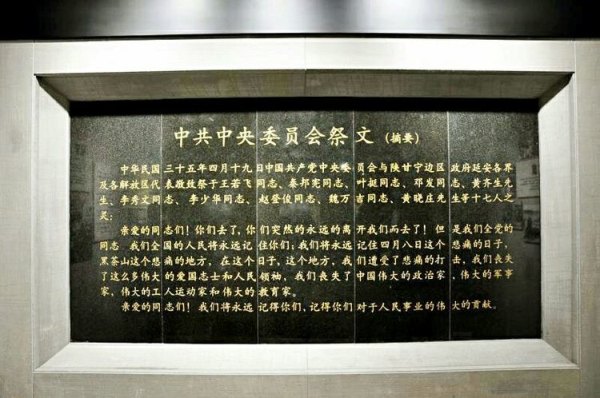 中共中央委员会祭文（摘要）
中华民国三十五年四月十九日中国共产党中央委员会与陕甘宁边区政府延安各界
及各解放区代表敬致祭于王若飞同志、秦邦宪同志、叶挺同志、邓发同志、黄齐生先
生、李秀文同志、李少华同志、赵登俊同志、魏万吉同志、黄晓庄先生等十七人之
灵：
亲爱的同志们！你们去了，你们突然的永远的离开我们而去了！但是我们全党的
同志 我们全国的人民将永远记住你们；我们将永远记住四月八日这个悲痛的日子，
黑茶山这个悲痛的地方，在这个日子，这个地方，我们遭受了悲痛的打击，我们丧失
了这么多伟大的爱国志士和人民领袖，我们丧失了中国伟大的政治家，伟大的军事
家、伟大的工人运动家和伟大的教育家。
亲爱的同志们！我们将永远记得你们，记得你们对于人民事业的伟大的贡献。